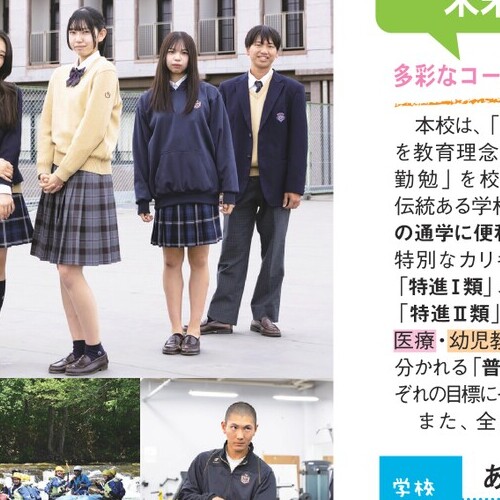 多彩なコー
本校は、「
を教育理念
勤勉」を校
伝統ある学校
の通学に便利
特別なカリキ
「特進Ⅰ類」、
「特進Ⅱ類」
医療・幼児教
分かれる「普
ぞれの目標に
また、全
学校